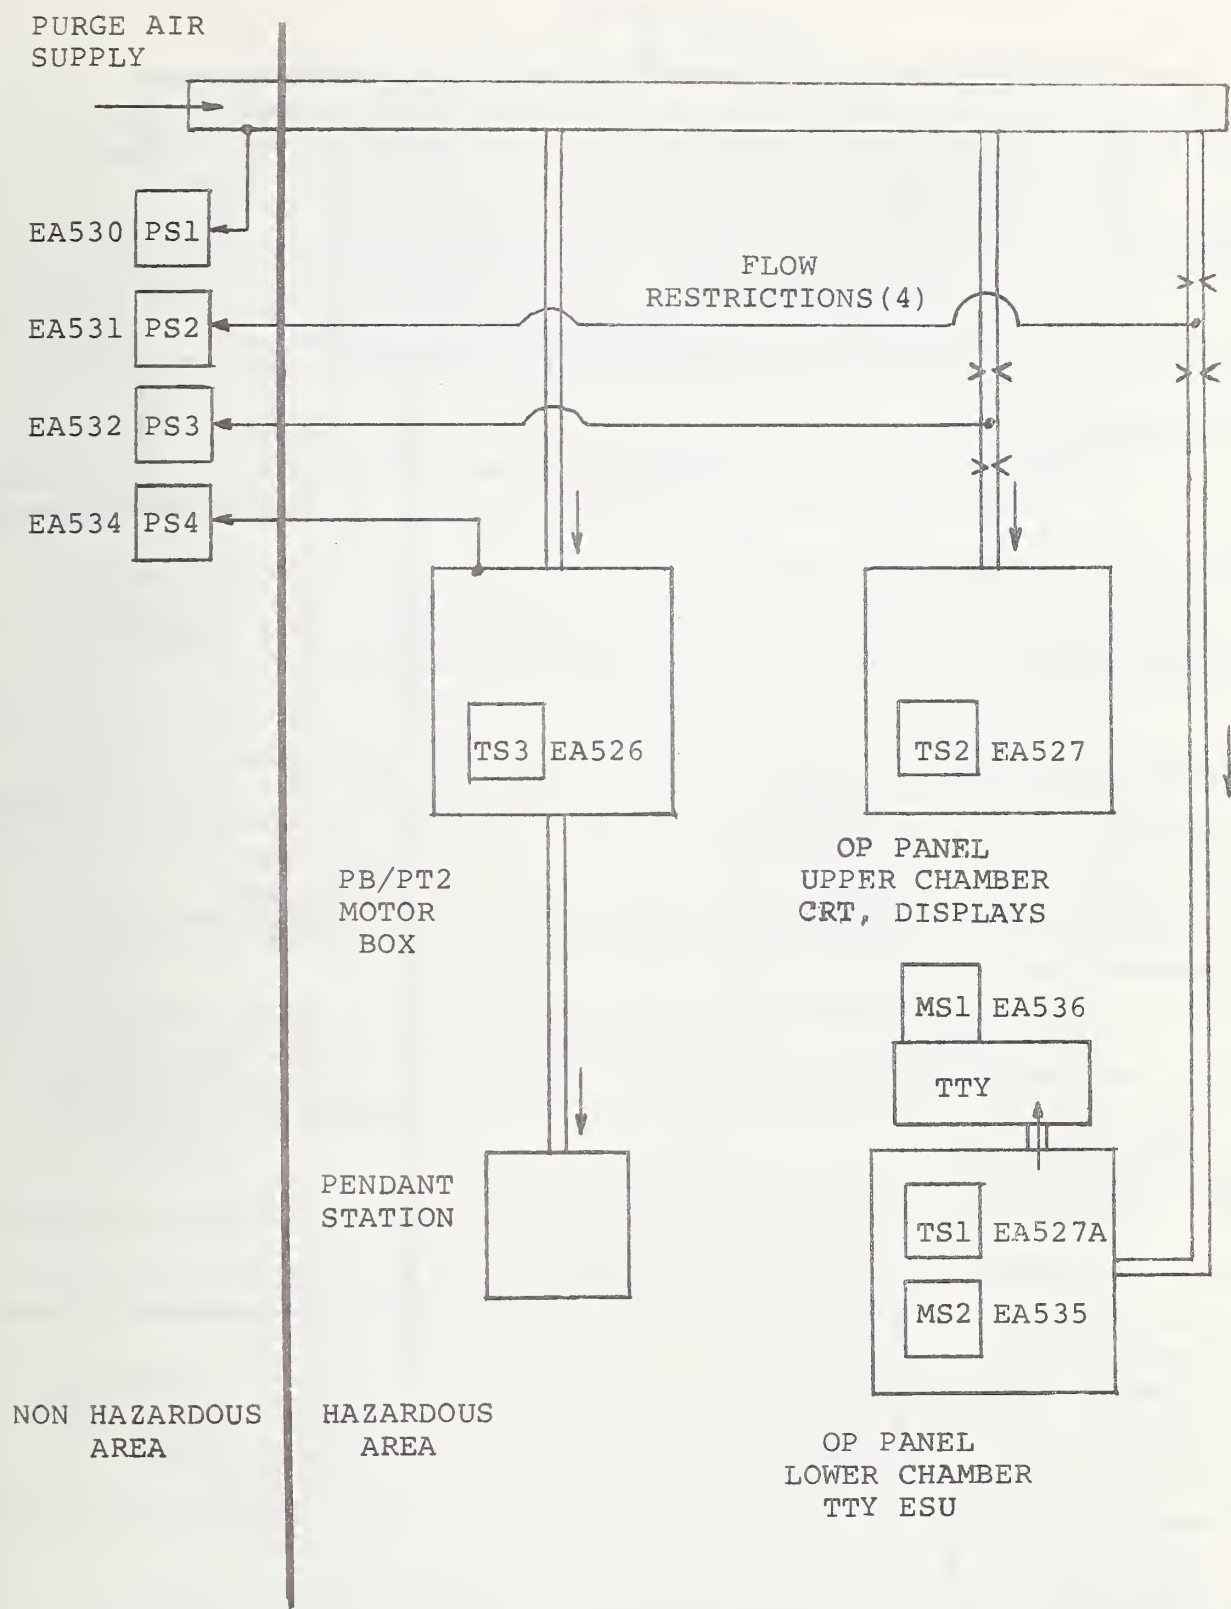 PURGE AIR
SUPPLY
EA530 PS1
FLOW
RESTRICTIONS(4)
EA531 PS2
EA532 PS3
EA534 PS4
TS3 EA526
TS2 EA527
OP PANEL
UPPER CHAMBER
CRT, DISPLAYS
PB/PT2
MOTOR
BOX
MS1 EA536
TTY
PENDANT
STATION
TS1 EA527A
MS2 EA535
NON HAZARDOUS
AREA
HAZARDOUS
AREA
OP PANEL
LOWER CHAMBER
TTY ESU